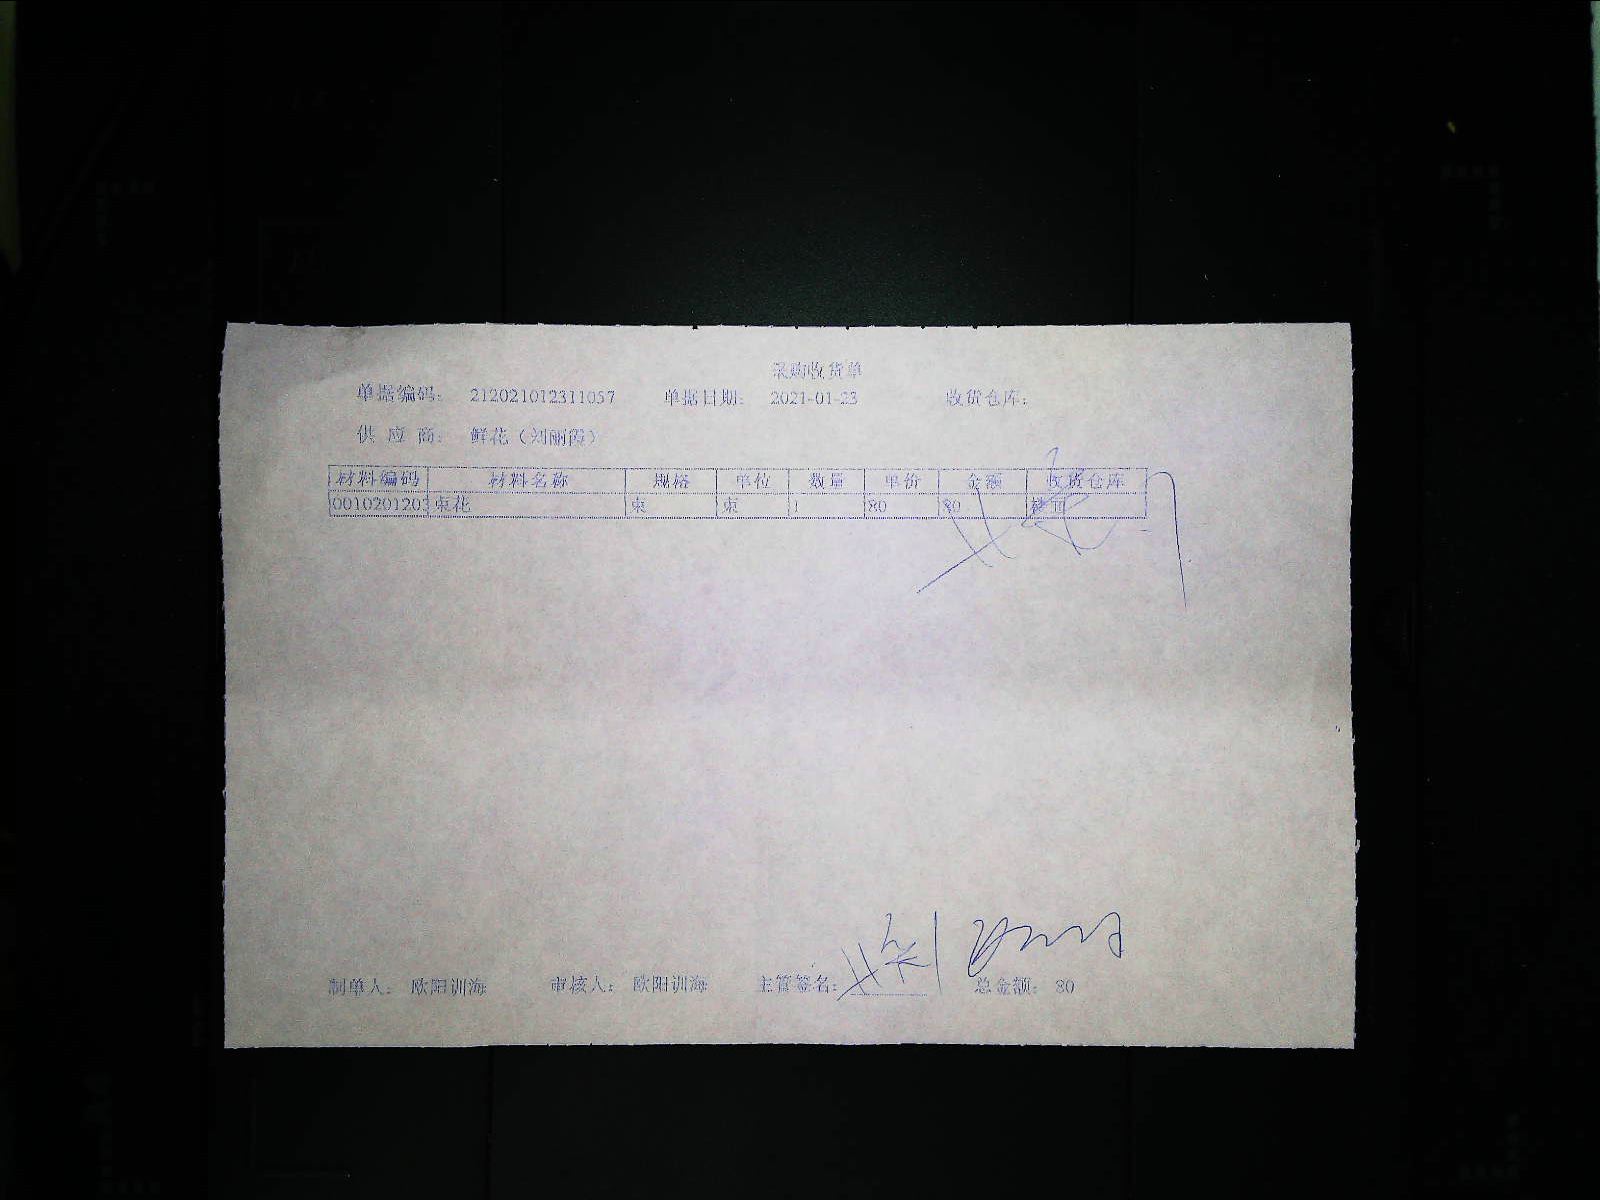 采购收货单
单据编码: 212021012311057 单据日期: 2021-01-23 收货仓库:
供 应 商: 鲜花（刘丽霞）
材料编码 材料名称 规格 单位 数量 单价 金额 收货仓库
0010201203 束花 束 束 1 80 80 楼面
制单人: 欧阳训海 审核人: 欧阳训海 主管签名: 总金额: 80